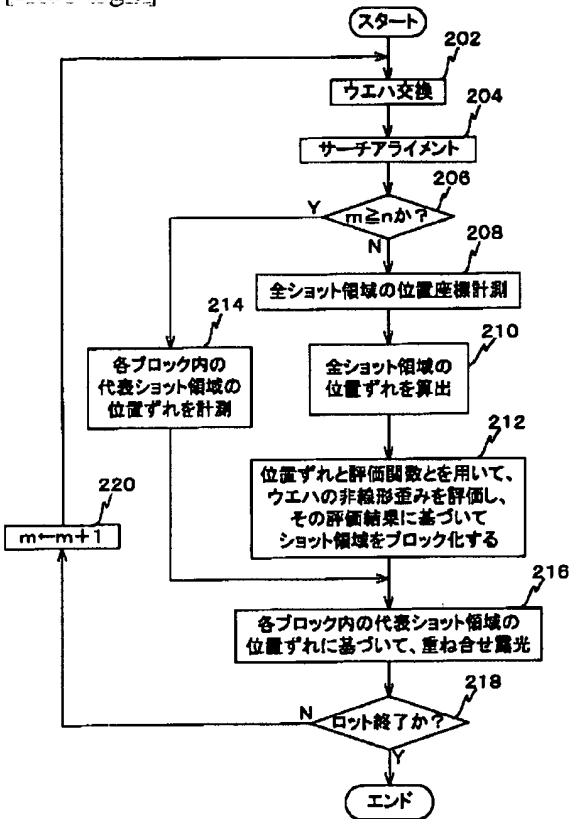 スタート
202
ウエハ交換
204
サーチアライメント
206
m≧nか?
Y
N
208
全ショット領域の位置座標計測
214
各ブロック内の
代表ショット領域の
位置ずれを計測
210
全ショット領域の
位置ずれを算出
212
位置ずれと評価関数とを用いて、
ウエハの非線形歪みを評価し、
その評価結果に基づいて
ショット領域をブロック化する
220
m←m+1
216
各ブロック内の代表ショット領域の
位置ずれに基づいて、重ね合せ露光
218
N
ロット終了か?
Y
エンド